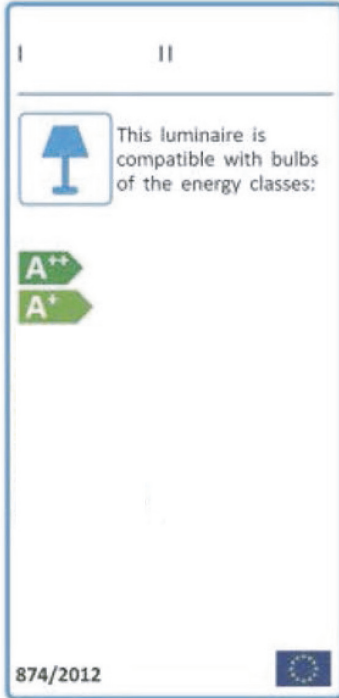 I II
This luminaire is
compatible with bulbs
of the energy classes:
A++
A+
874/2012